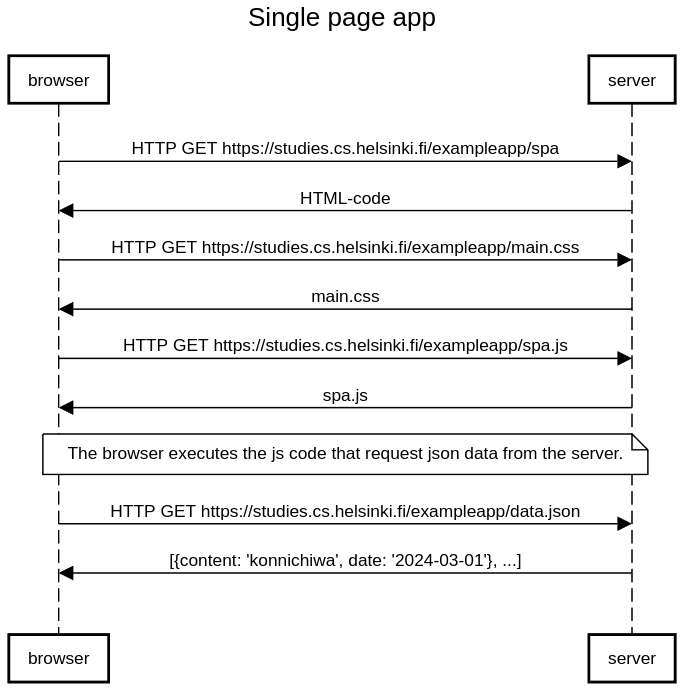 Single page app
browser
server
HTTP GET https://studies.cs.helsinki.fi/exampleapp/spa
HTML-code
HTTP GET https://studies.cs.helsinki.fi/exampleapp/main.css
main.css
HTTP GET https://studies.cs.helsinki.fi/exampleapp/spa.js
spa.js
The browser executes the js code that request json data from the server.
HTTP GET https://studies.cs.helsinki.fi/exampleapp/data.json
[{content: 'konnichiwa', date: '2024-03-01'}, ...]
browser
server